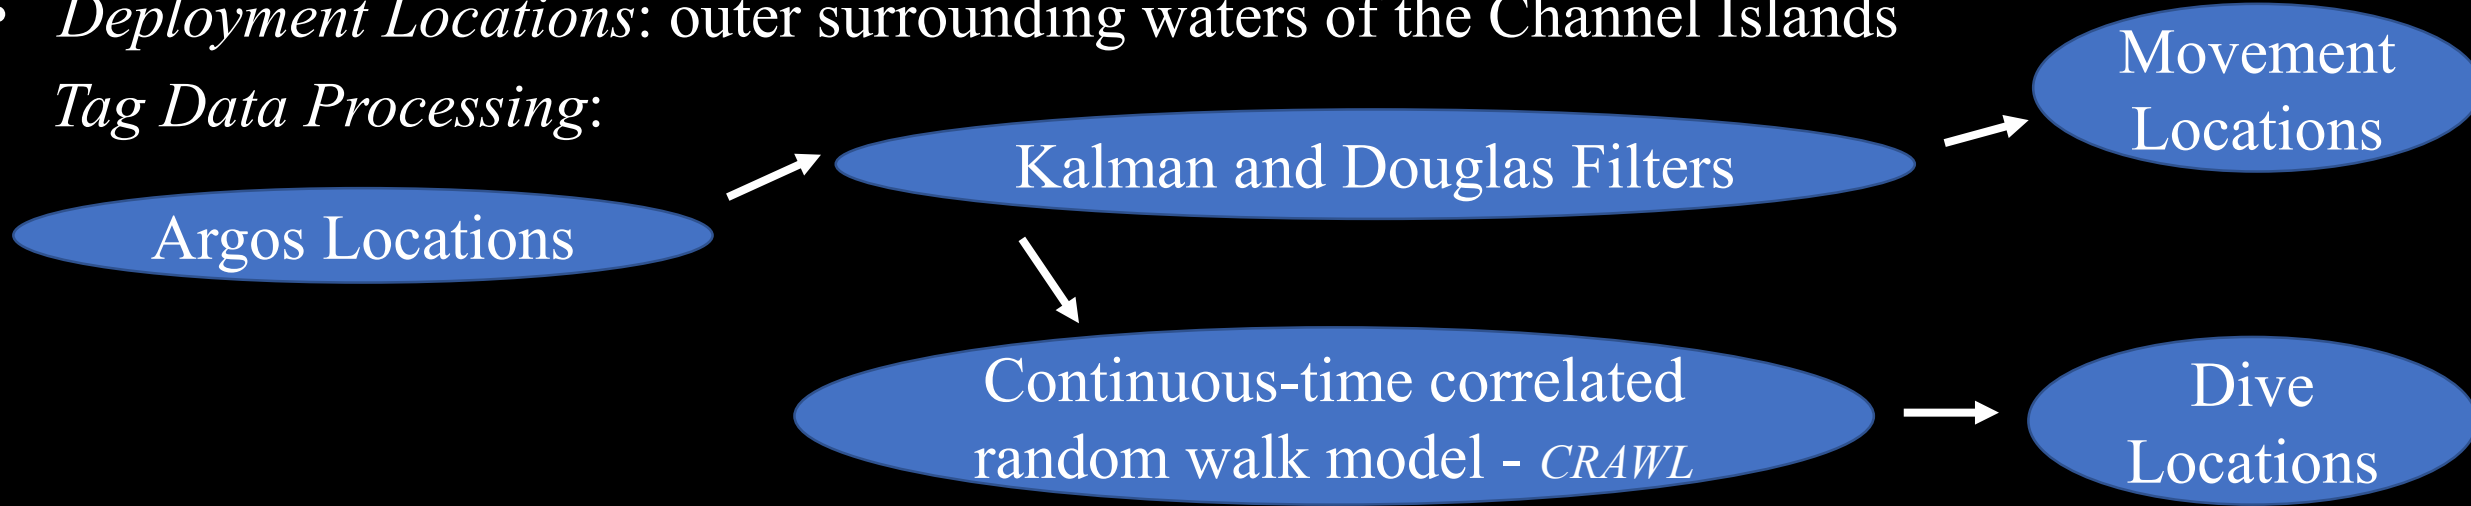 • Deployment Locations: outer surrounding waters of the Channel Islands
Tag Data Processing:
Argos Locations
Kalman and Douglas Filters
Movement
Locations
Continuous-time correlated
random walk model - CRAWL
Dive
Locations